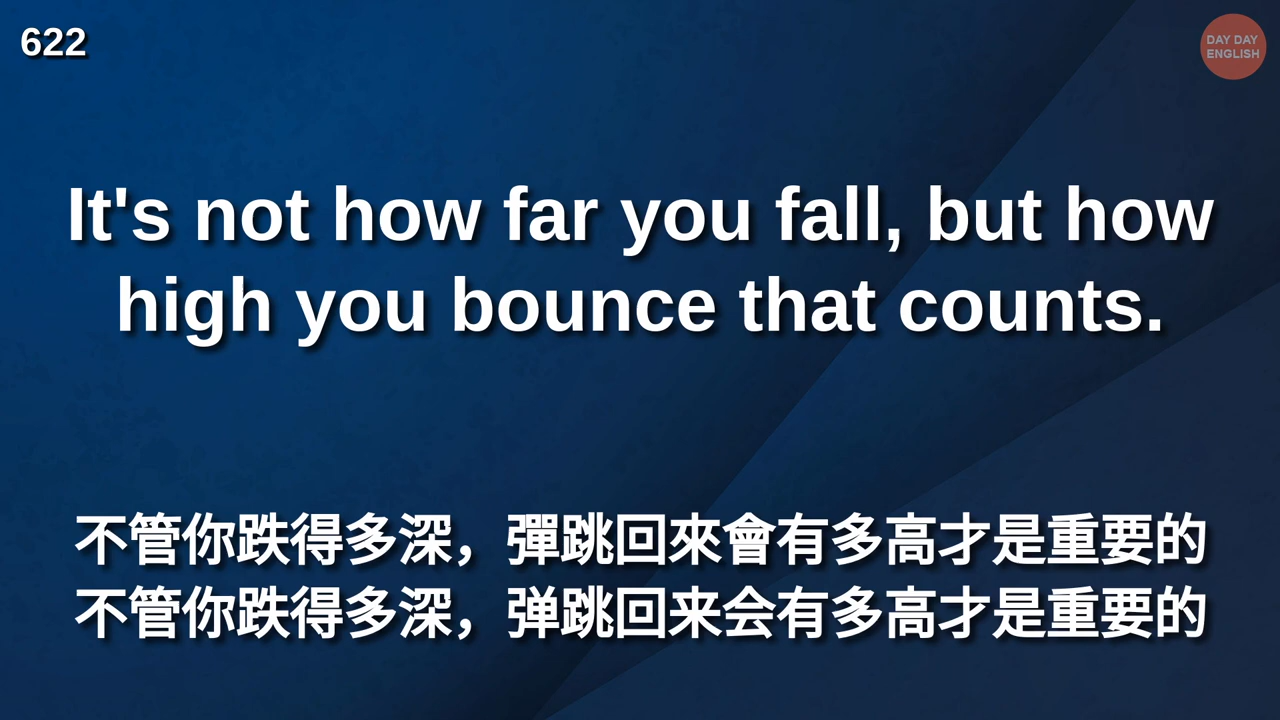 622
DAY DAY
ENGLISH
It's not how far you fall, but how
high you bounce that counts.
不管你跌得多深，彈跳回來會有多高才是重要的
不管你跌得多深，弹跳回来会有多高才是重要的